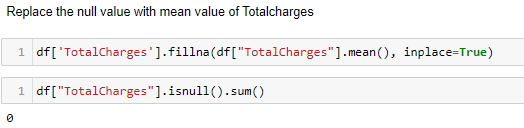 Replace the null value with mean value of Totalcharges
1 df['TotalCharges'].fillna(df["TotalCharges"].mean(), inplace=True)
1 df["TotalCharges"].isnull().sum()
0